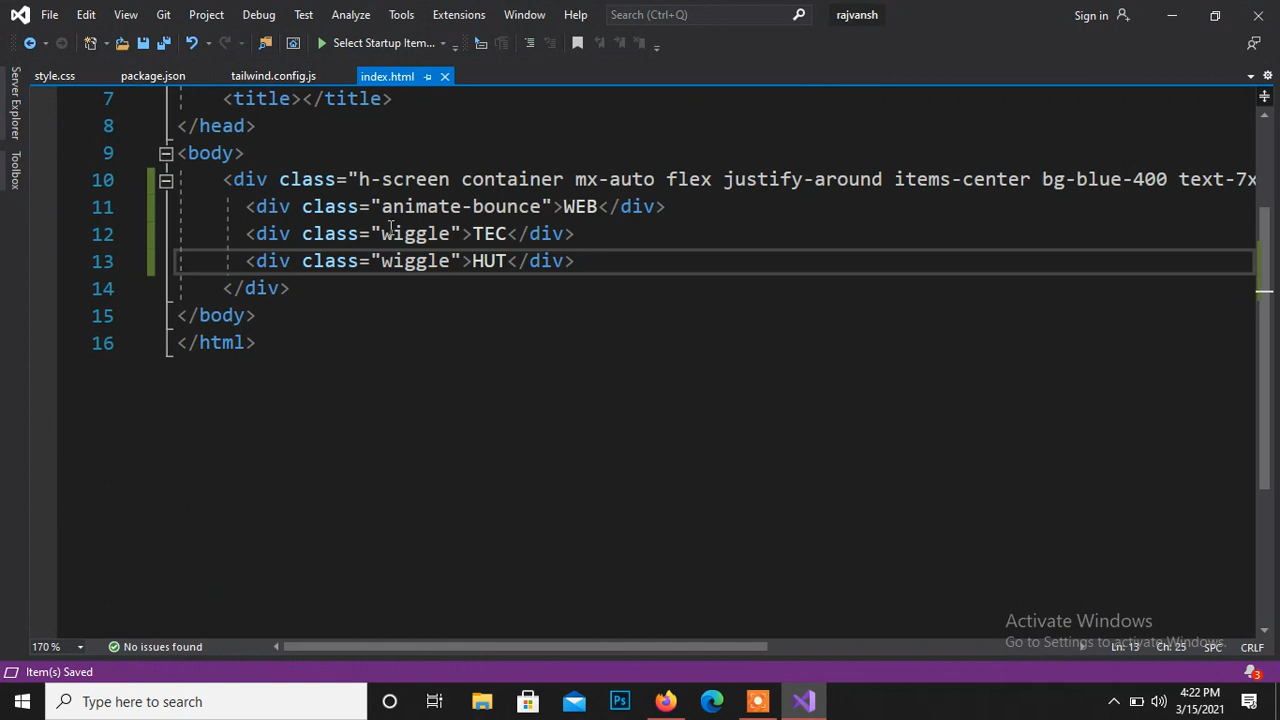 File Edit View Git Project Debug Test Analyze Tools Extensions Window Help Search (Ctrl+Q) rajvansh Sign in
Select Startup Item...
style.css package.json tailwind.config.js index.html
Server Explorer
Toolbox
7 <title></title>
8 </head>
9 <body>
10 <div class="h-screen container mx-auto flex justify-around items-center bg-blue-400 text-7x
11 <div class="animate-bounce">WEB</div>
12 <div class="wiggle">TEC</div>
13 <div class="wiggle">HUT</div>
14 </div>
15 </body>
16 </html>
Activate Windows
Go to Settings to activate Windows.
170 % No issues found Ln: 13 Ch: 25 SPC CRLF
Item(s) Saved 3
Type here to search Ps 4:22 PM
3/15/2021